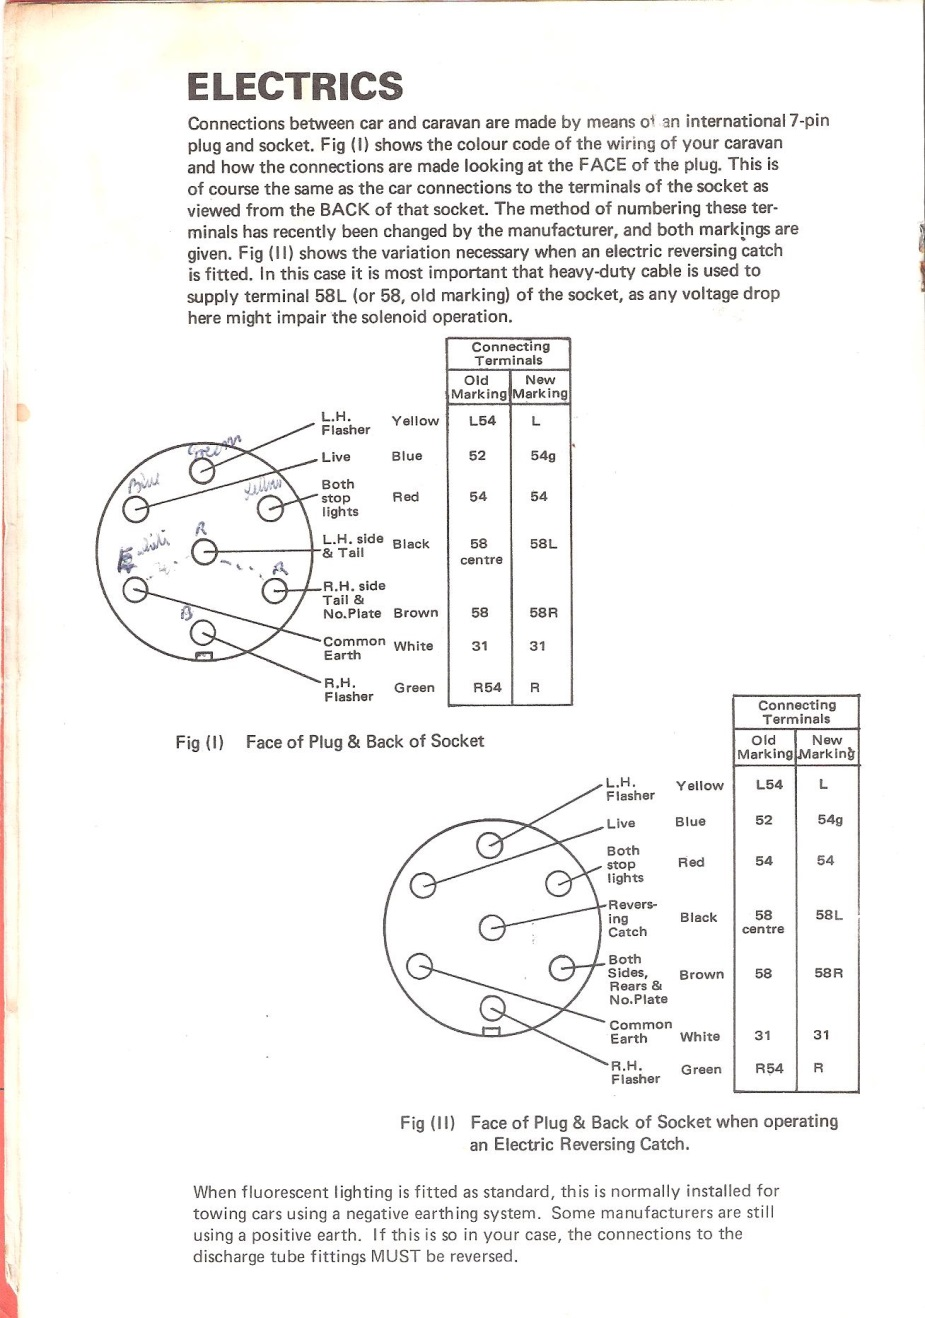 ELECTRICS
Connections between car and caravan are made by means of an international 7-pin
plug and socket. Fig (I) shows the colour code of the wiring of your caravan
and how the connections are made looking at the FACE of the plug. This is
of course the same as the car connections to the terminals of the socket as
viewed from the BACK of that socket. The method of numbering these ter-
minals has recently been changed by the manufacturer, and both markings are
given. Fig (II) shows the variation necessary when an electric reversing catch
is fitted. In this case it is most important that heavy-duty cable is used to
supply terminal 58L (or 58, old marking) of the socket, as any voltage drop
here might impair the solenoid operation.
Connecting
Terminals
Old New
Marking Marking
L.H.
Flasher Yellow L54 L
Live Blue 52 54g
Both
stop Red 54 54
lights
L.H. side Black 58 58L
& Tail centre
R.H. side
Tail &
No.Plate Brown 58 58R
Common White 31 31
Earth
R.H. Green R54 R
Flasher
Green
Blue
Yellow
R
E white
R
B
Fig (I) Face of Plug & Back of Socket
Connecting
Terminals
Old New
Marking Marking
L.H. Yellow L54 L
Flasher
Live Blue 52 54g
Both
stop Red 54 54
lights
Revers-
ing Black 58 58L
Catch centre
Both
Sides, Brown 58 58R
Rears &
No.Plate
Common
Earth White 31 31
R.H. Green R54 R
Flasher
Fig (II) Face of Plug & Back of Socket when operating
an Electric Reversing Catch.
When fluorescent lighting is fitted as standard, this is normally installed for
towing cars using a negative earthing system. Some manufacturers are still
using a positive earth. If this is so in your case, the connections to the
discharge tube fittings MUST be reversed.